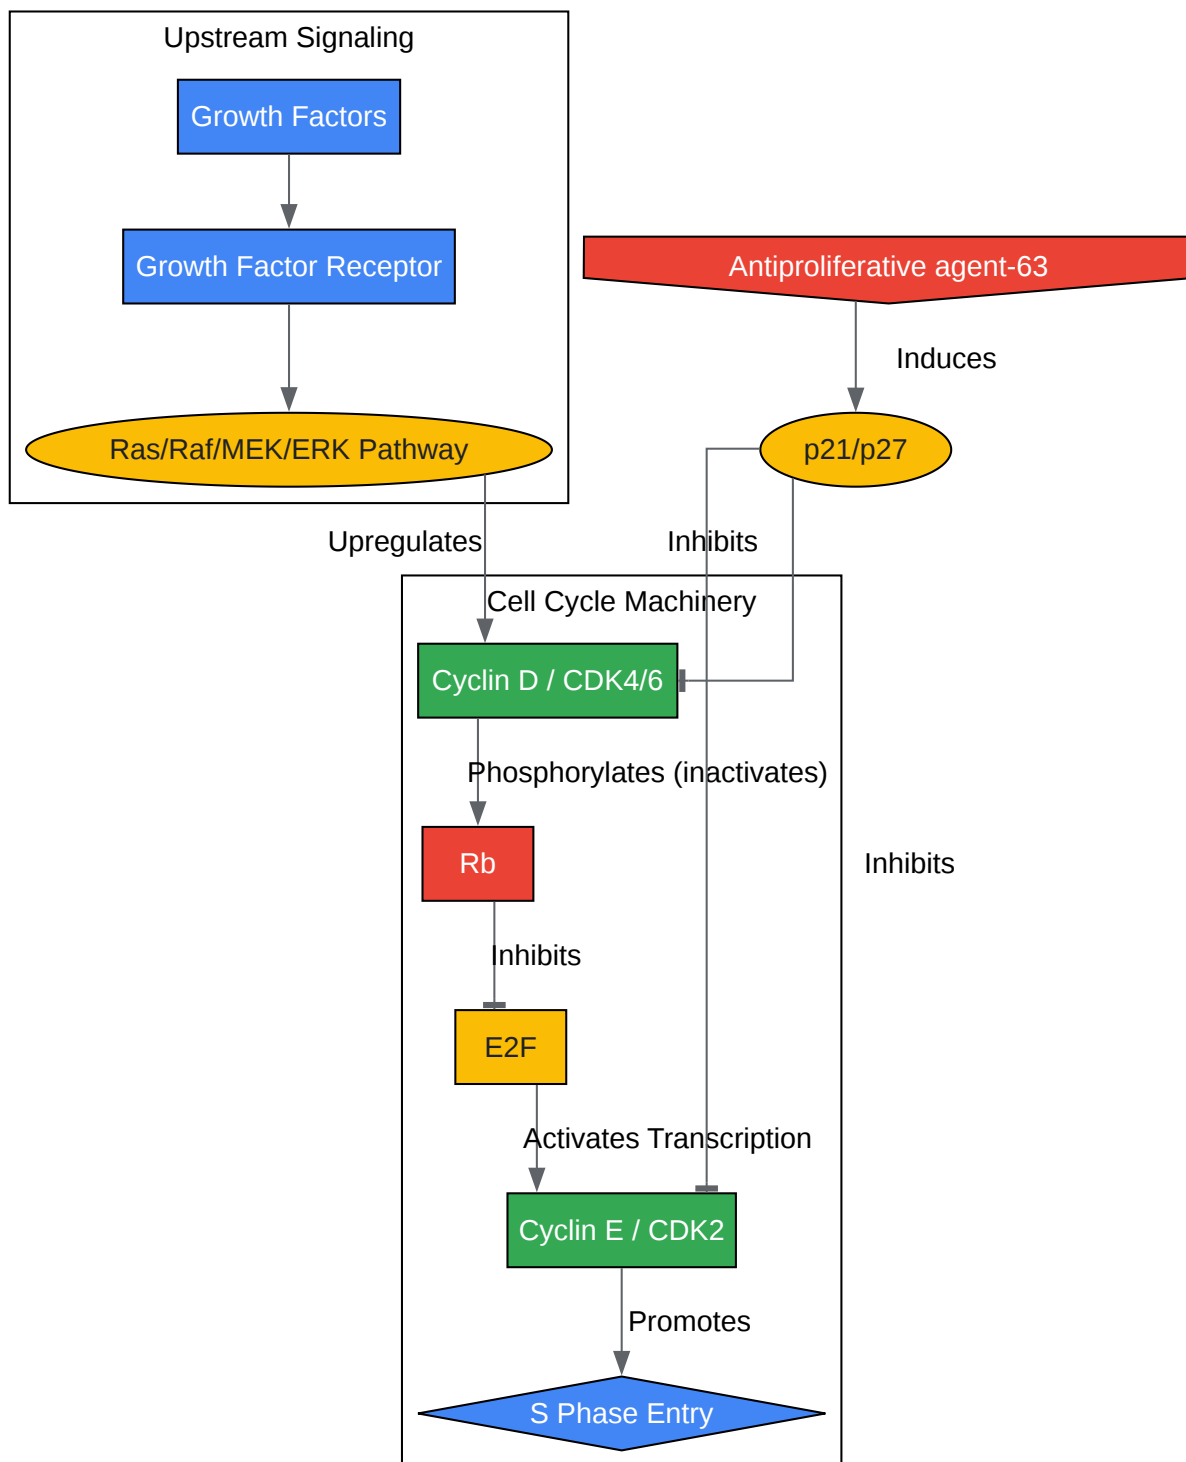 Upstream Signaling
Growth Factors
Growth Factor Receptor
Antiproliferative agent-63
Induces
Ras/Raf/MEK/ERK Pathway
p21/p27
Upregulates
Inhibits
Cell Cycle Machinery
Cyclin D / CDK4/6
Phosphorylates (inactivates)
Rb
Inhibits
Inhibits
E2F
Activates Transcription
Cyclin E / CDK2
Promotes
S Phase Entry